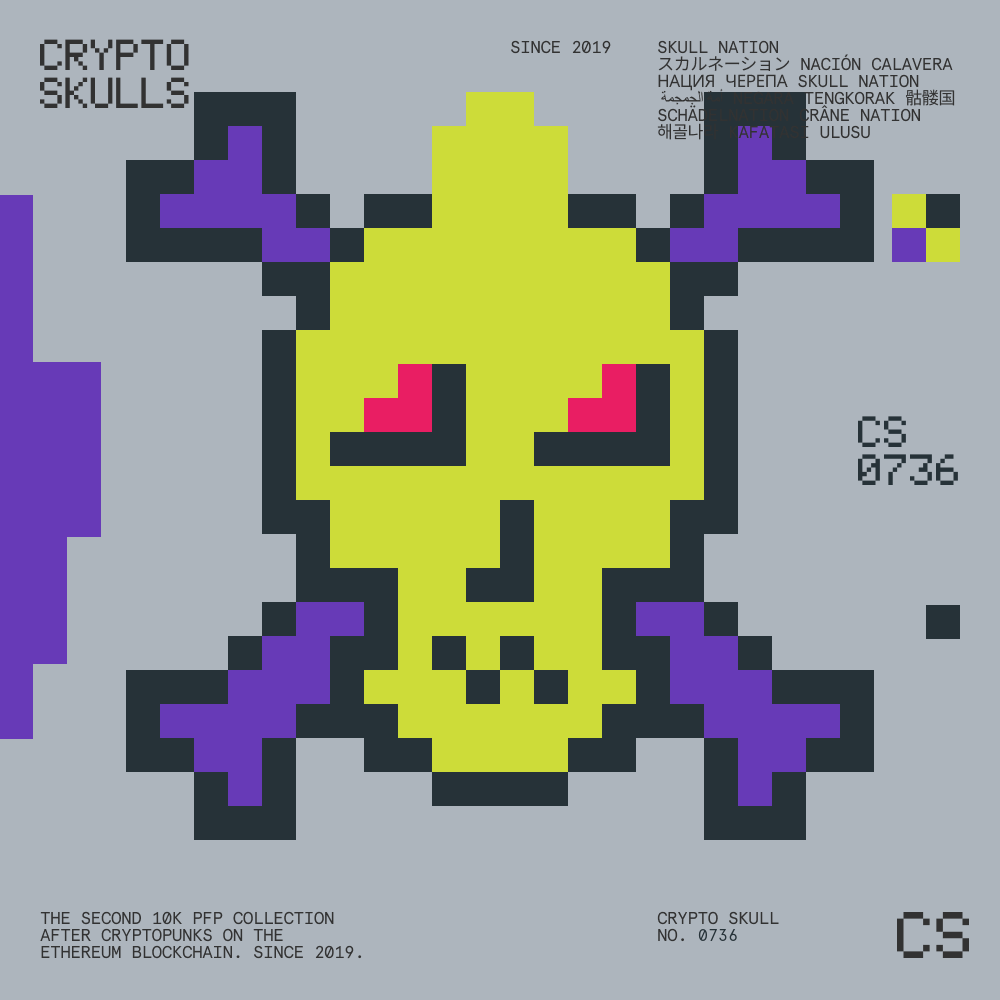 CRYPTO
SKULLS
SINCE 2019
SKULL NATION
スカルネーション NACIÓN CALAVERA
НАЦИЯ ЧЕРЕПА SKULL NATION
الجمجمة TENGKORAK 骷髅国
CRÂNE NATION
ULUSU
CS
0736
THE SECOND 10K PFP COLLECTION
AFTER CRYPTOPUNKS ON THE
ETHEREUM BLOCKCHAIN. SINCE 2019.
CRYPTO SKULL
NO. 0736
CS